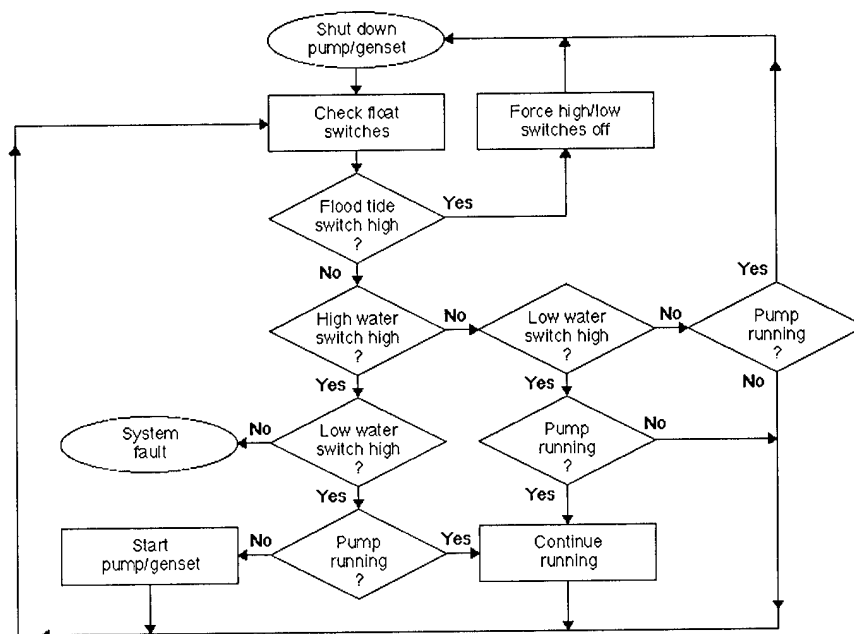 Shut down
pump/genset
Check float
switches
Force high/low
switches off
Flood tide
switch high
?
Yes
No
High water
switch high
?
No
Low water
switch high
?
No
Pump
running
?
Yes
No
Yes
Yes
System
fault
No
Low water
switch high
?
Pump
running
?
No
Yes
Yes
Start
pump/genset
No
Pump
running
?
Yes
Continue
running